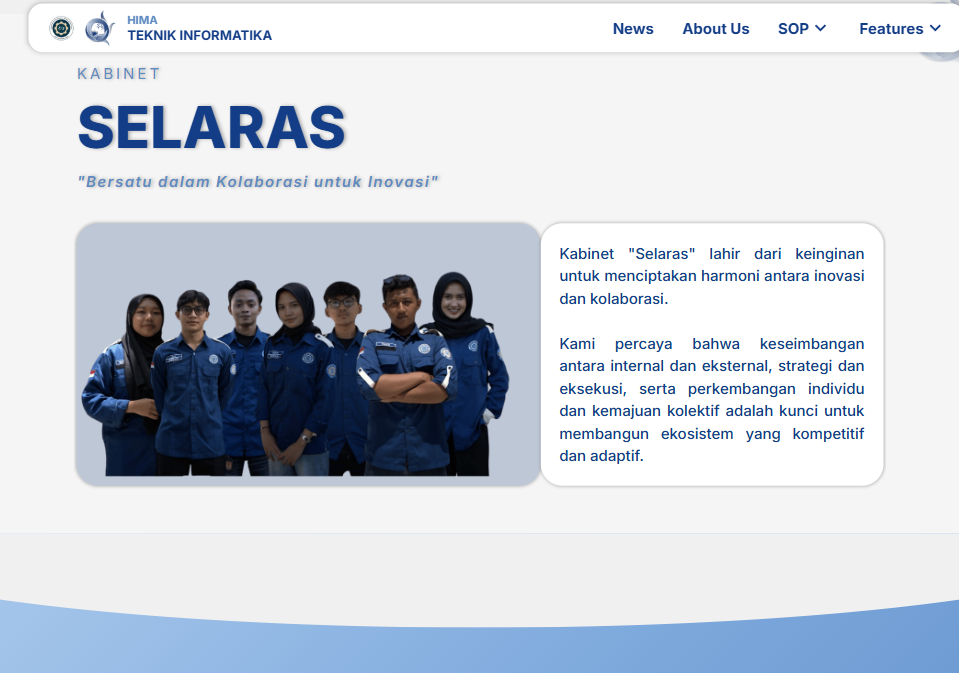 HIMA
TEKNIK INFORMATIKA
News About Us SOP Features
KABINET
SELARAS
"Bersatu dalam Kolaborasi untuk Inovasi"
Kabinet "Selaras" lahir dari keinginan
untuk menciptakan harmoni antara inovasi
dan kolaborasi.
Kami percaya bahwa keseimbangan
antara internal dan eksternal, strategi dan
eksekusi, serta perkembangan individu
dan kemajuan kolektif adalah kunci untuk
membangun ekosistem yang kompetitif
dan adaptif.